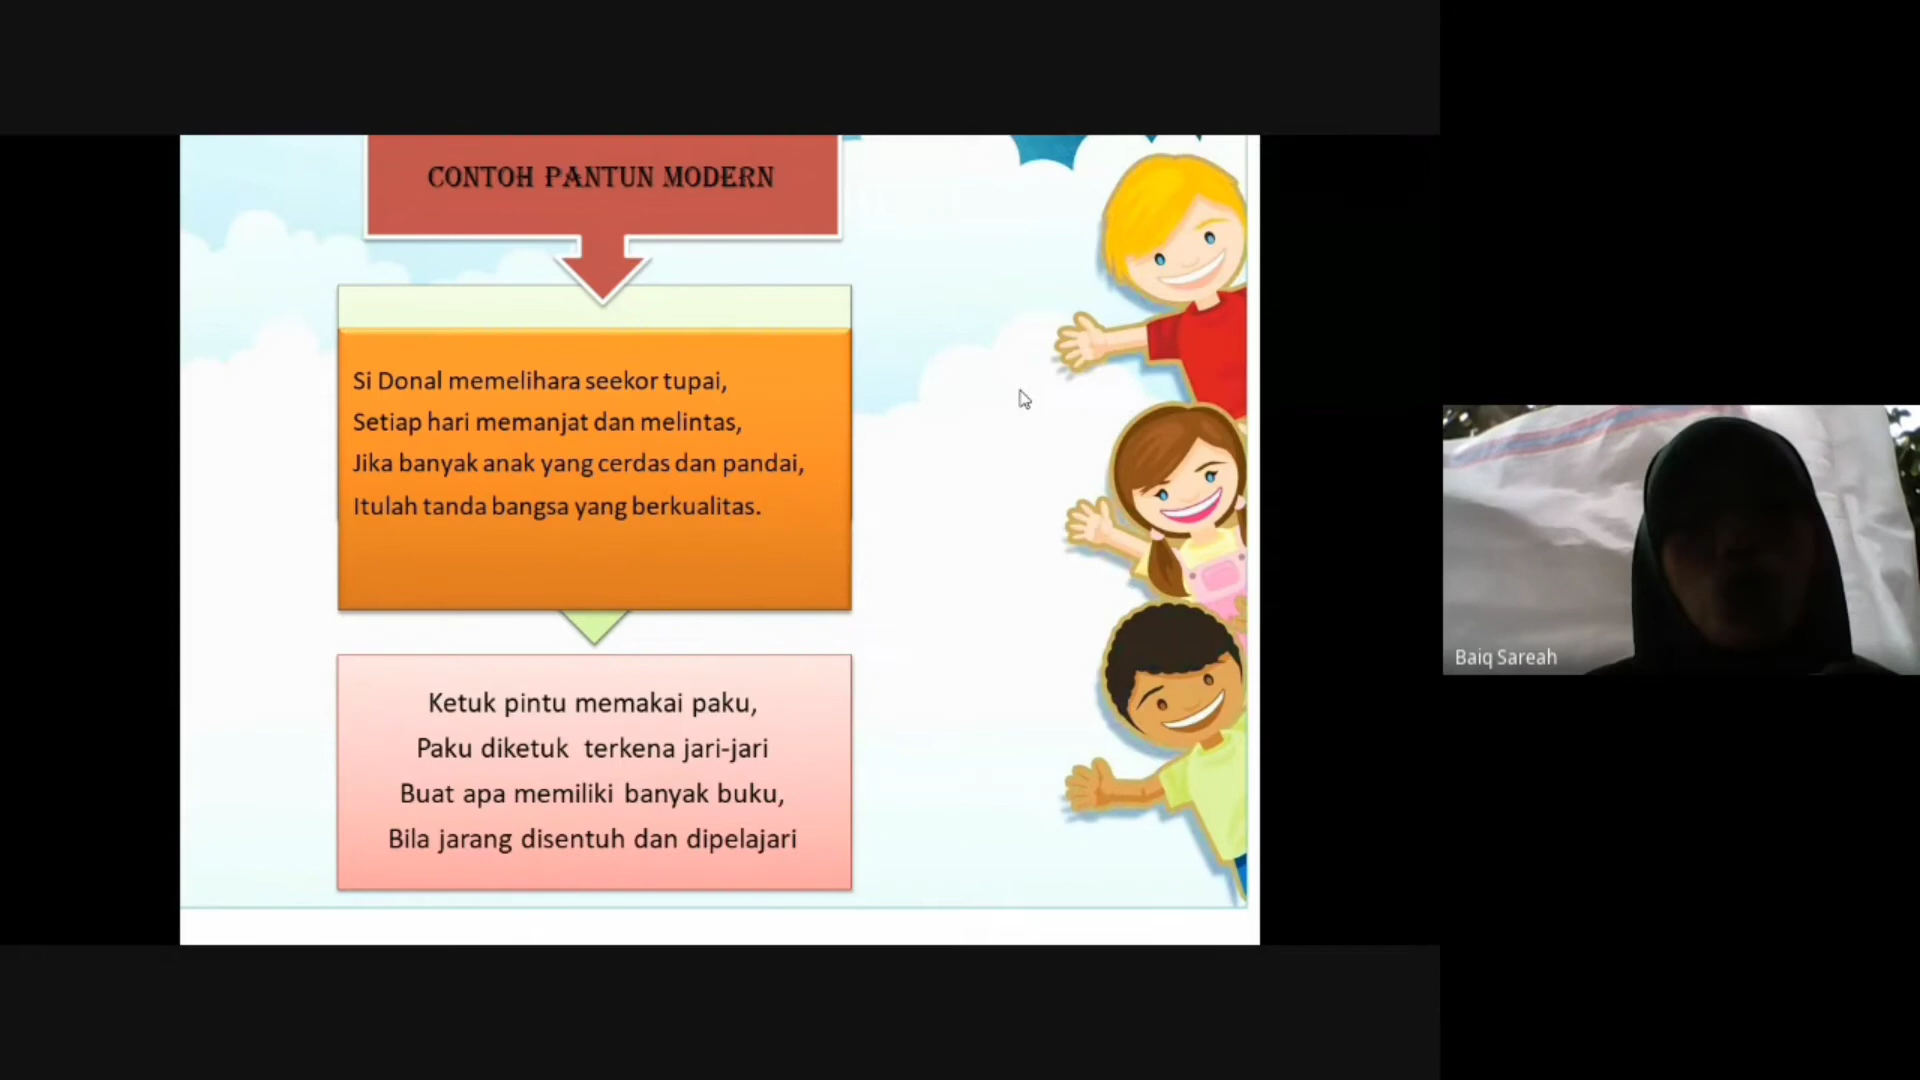 CONTOH PANTUN MODERN
Si Donal memelihara seekor tupai,
Setiap hari memanjat dan melintas,
Jika banyak anak yang cerdas dan pandai,
Itulah tanda bangsa yang berkualitas.
Ketuk pintu memakai paku,
Paku diketuk terkena jari-jari
Buat apa memiliki banyak buku,
Bila jarang disentuh dan dipelajari
Baiq Sareah